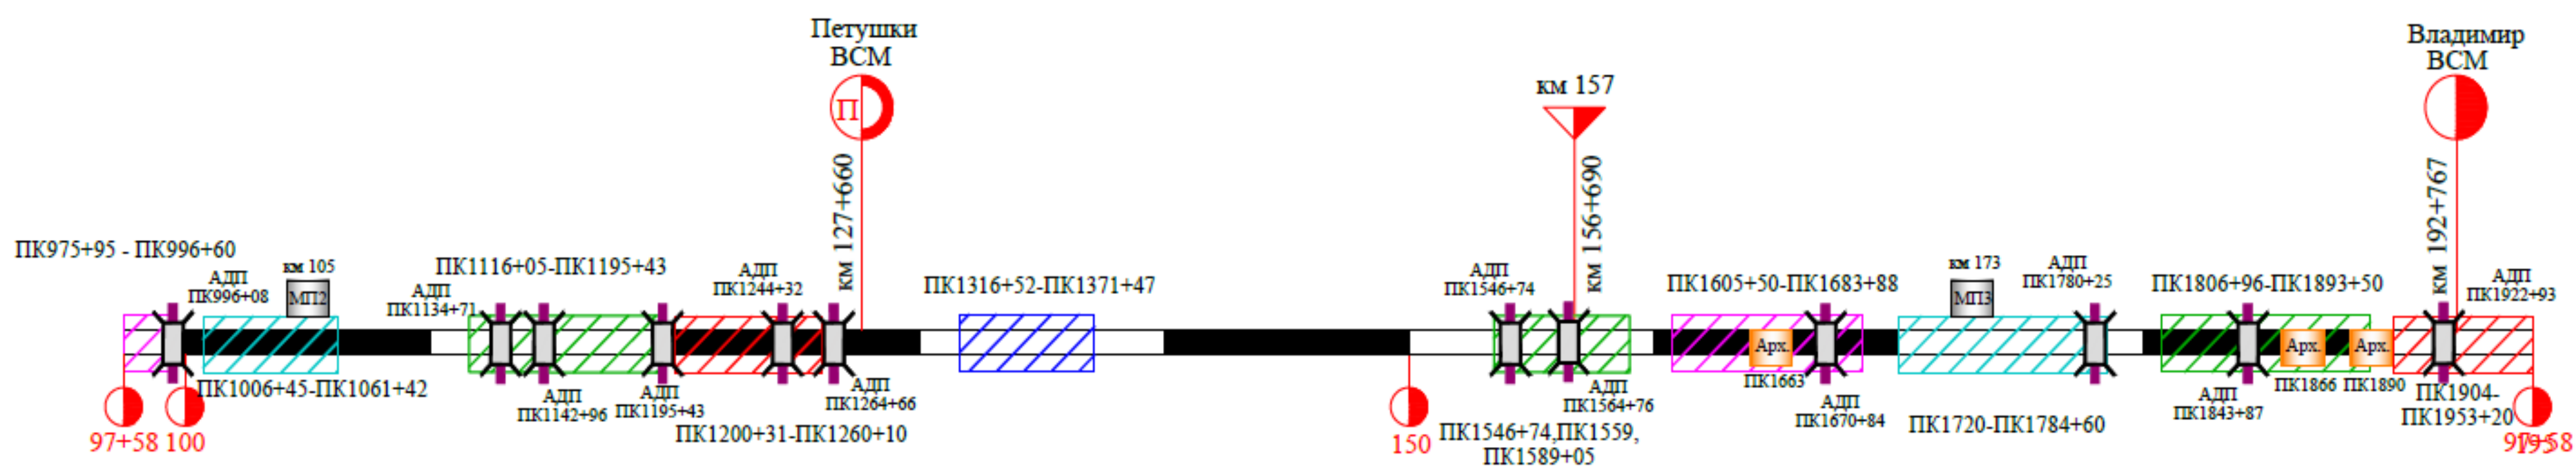 Петушки
ВСМ
П
км 127+660
км 157
км 156+690
Владимир
ВСМ
км 192+767
ПК975+95 - ПК996+60
АДП
ПК996+08
км 105
МП2
ПК1006+45-ПК1061+42
97+58
100
АДП
ПК1134+71
ПК1116+05-ПК1195+43
АДП
ПК1142+96
АДП
ПК1195+43
АДП
ПК1244+32
ПК1200+31-ПК1260+10
АДП
ПК1264+66
ПК1316+52-ПК1371+47
150
АДП
ПК1546+74
ПК1546+74,ПК1559,
ПК1589+05
АДП
ПК1564+76
ПК1605+50-ПК1683+88
Арх.
ПК1663
АДП
ПК1670+84
км 173
МП3
ПК1720-ПК1784+60
АДП
ПК1780+25
ПК1806+96-ПК1893+50
АДП
ПК1843+87
Арх.
ПК1866
Арх.
ПК1890
АДП
ПК1922+93
ПК1904-
ПК1953+20